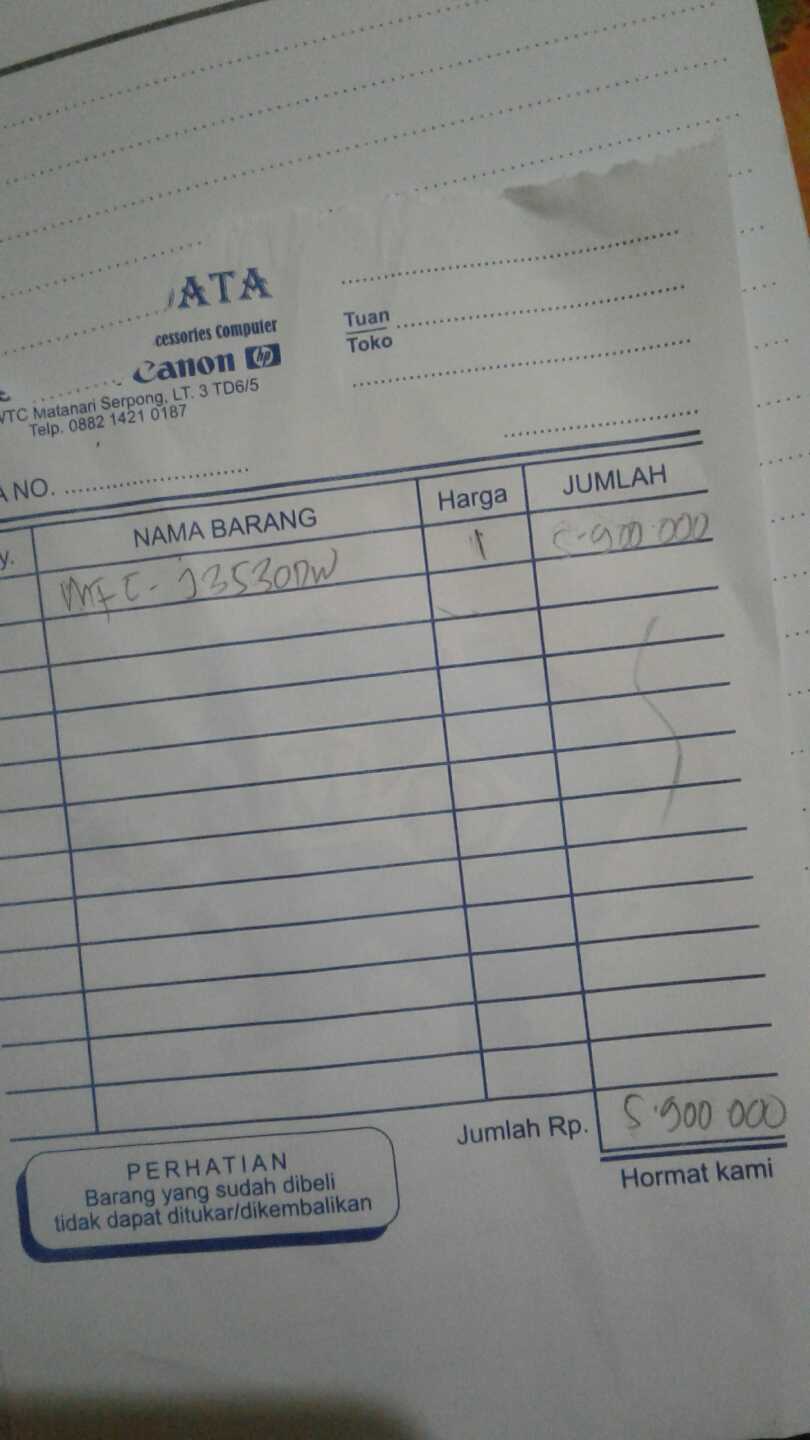 ATA
cessories Computer
Canon hp
WTC Matanari Serpong, LT. 3 TD6/5
Telp. 0882 1421 0187
Tuan
Toko
A NO.
y. NAMA BARANG Harga JUMLAH
MFC-J3530DW 1 5.900.000
Jumlah Rp. 5.900 000
PERHATIAN
Barang yang sudah dibeli
tidak dapat ditukar/dikembalikan
Hormat kami